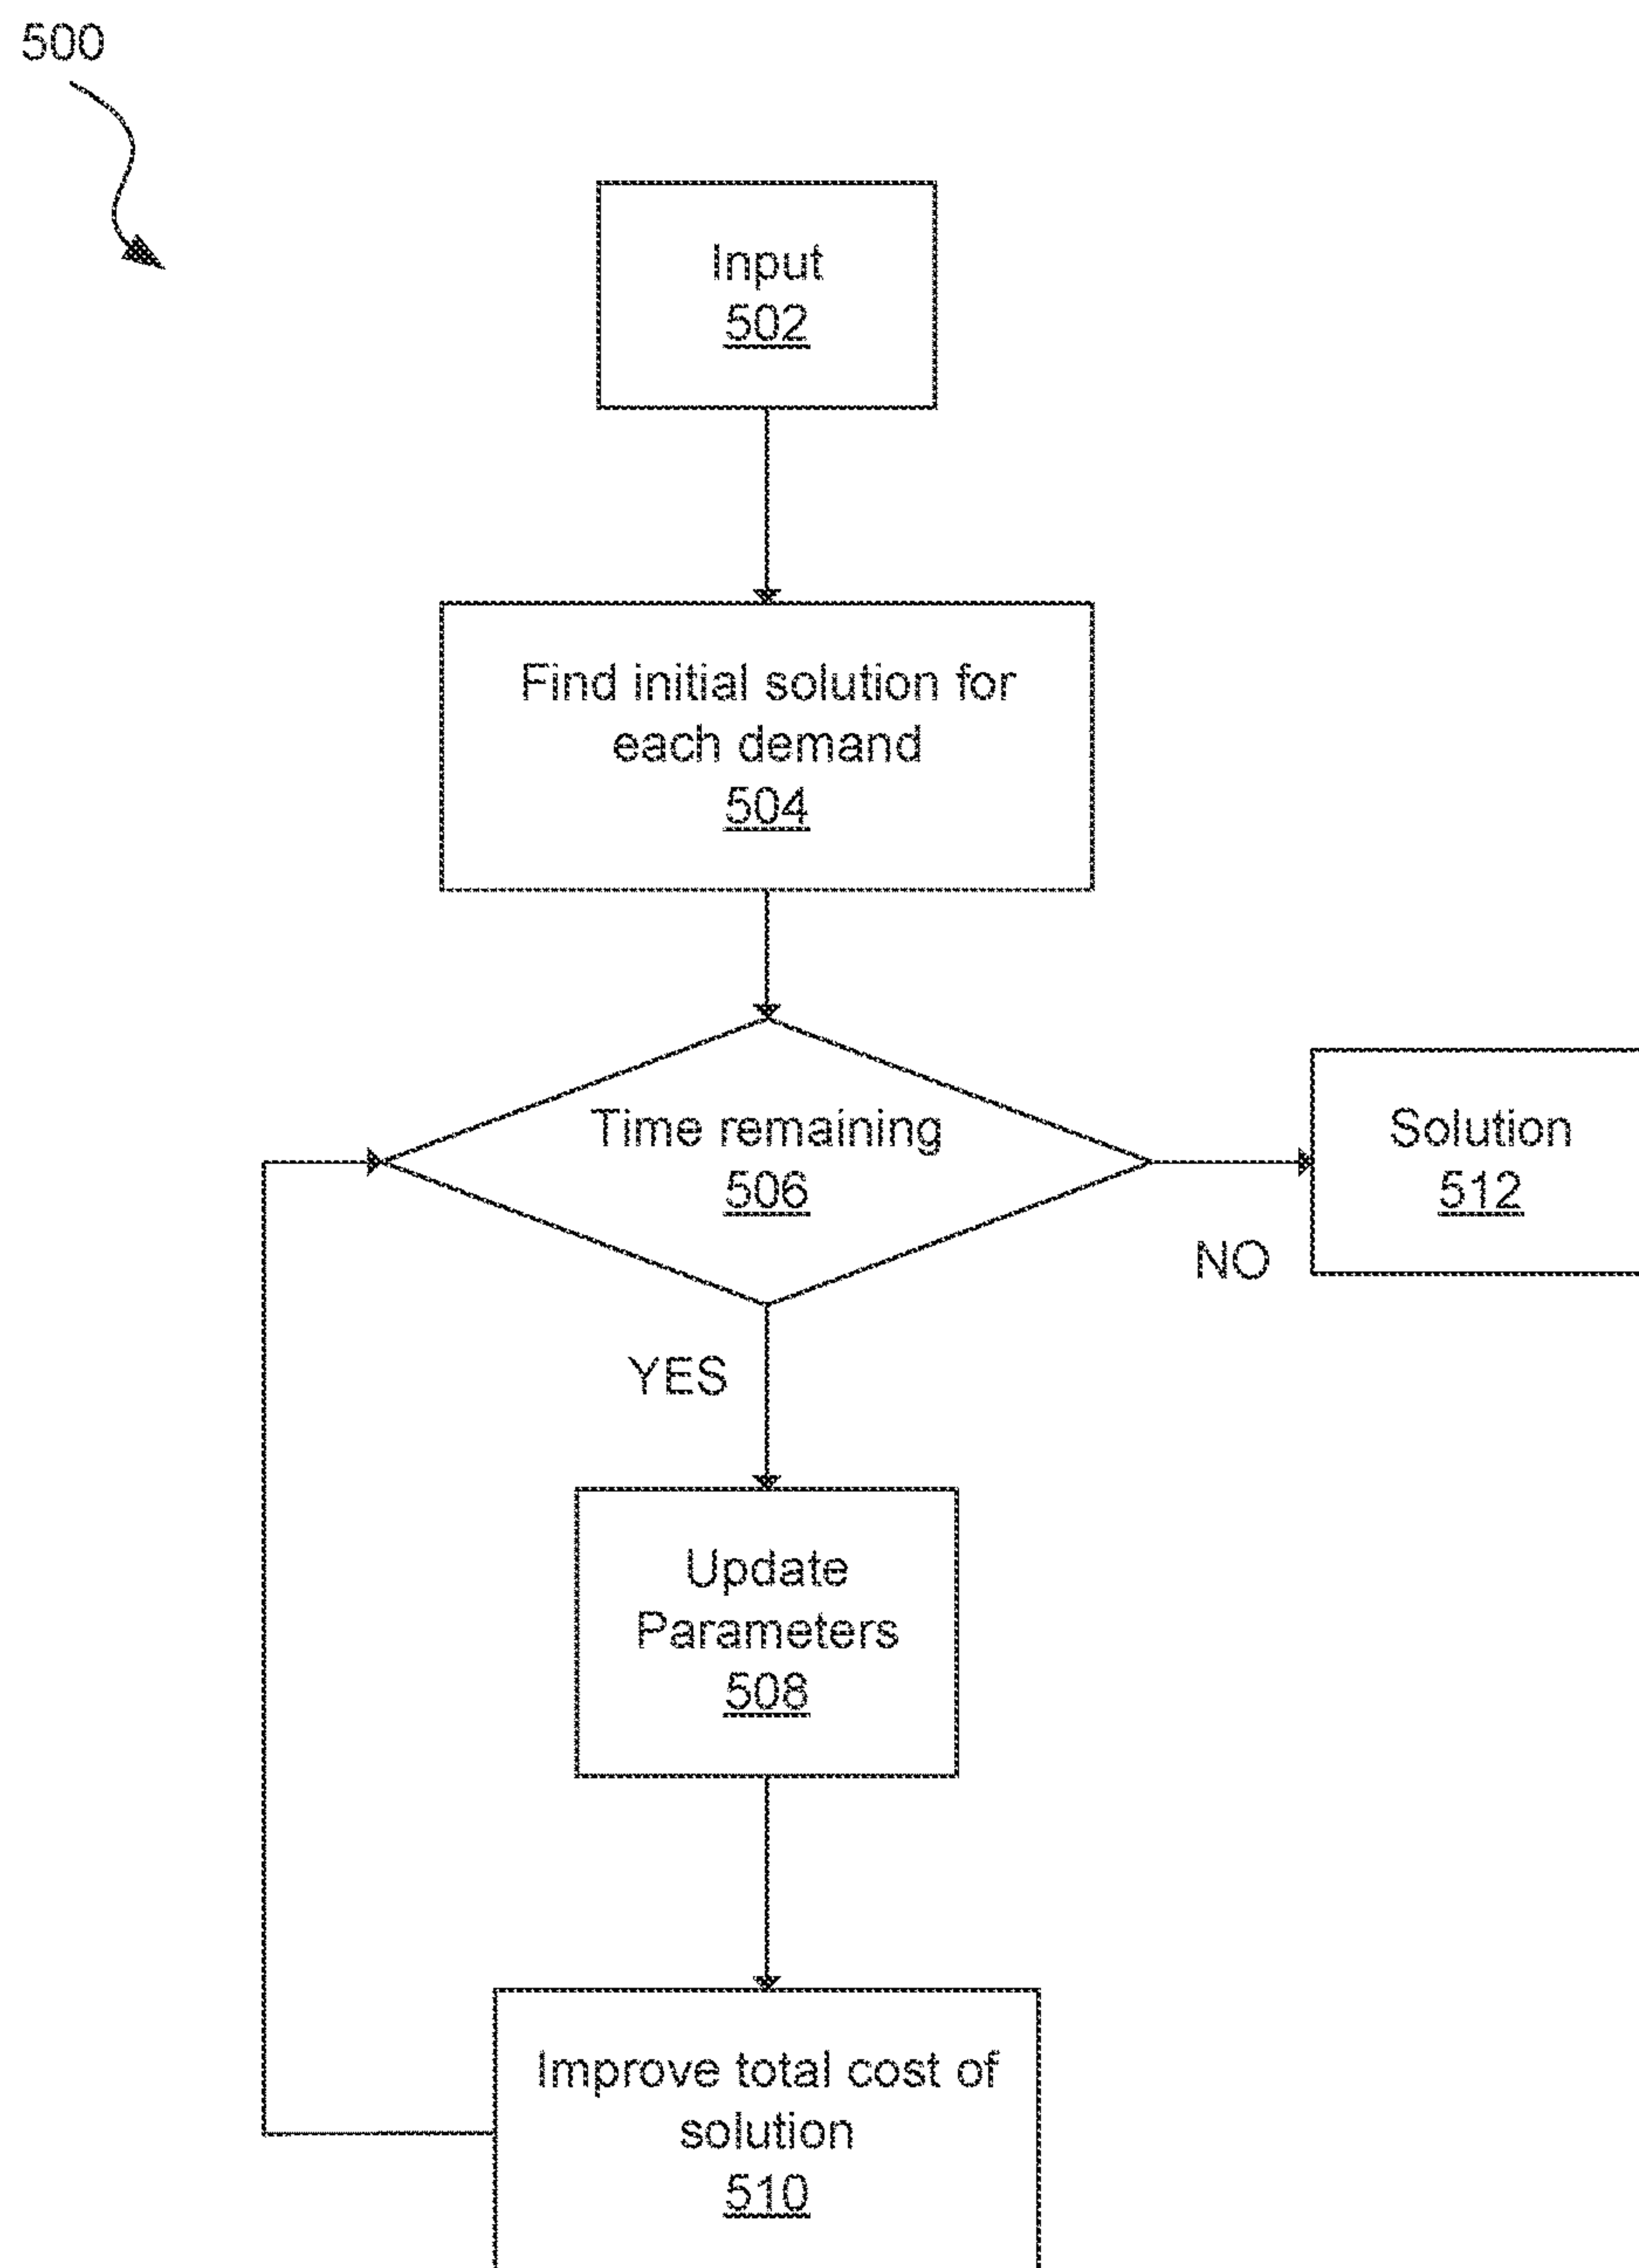 500
Input
502
Find initial solution for
each demand
504
Time remaining
506
Solution
512
NO
YES
Update
Parameters
508
Improve total cost of
solution
510